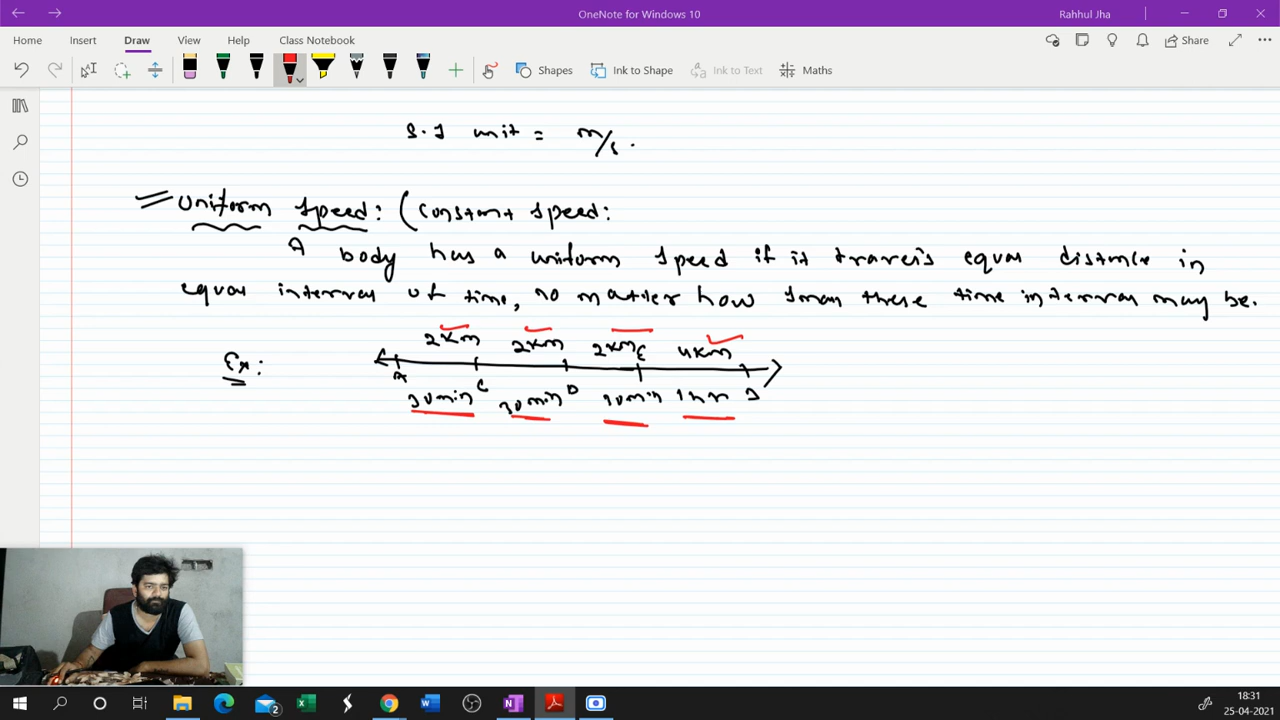 OneNote for Windows 10
Rahhul Jha
Home Insert Draw View Help Class Notebook
Share
Shapes Ink to Shape Ink to Text Maths
S.I unit = m/s.
Uniform Speed: (Constant Speed:
A body has a uniform speed if it travels equal distance in
equal interval of time, no matter how small these time interval may be.
2km 2km 2km 4km
Ex:
A C D E B
30min 30min 30min 1hr
2
18:31
25-04-2021